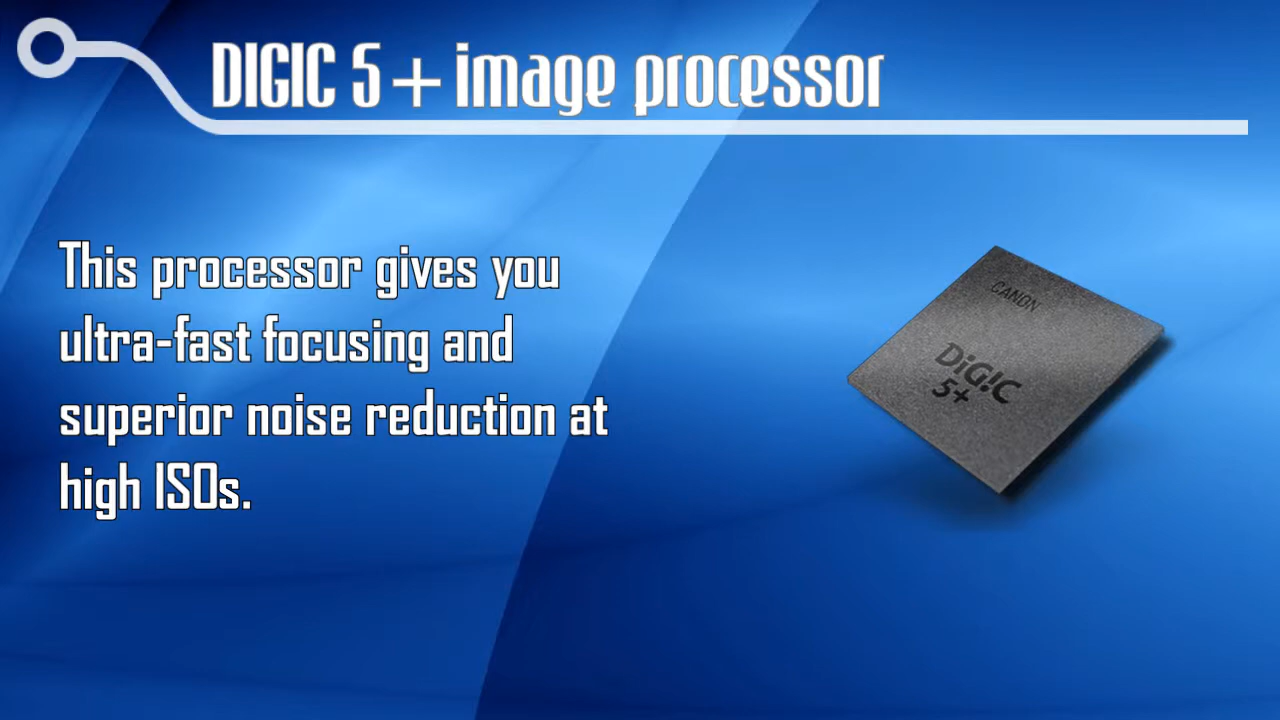 DIGIC 5+ image processor
This processor gives you
ultra-fast focusing and
superior noise reduction at
high ISOs.
CANON
DiG!C
5+